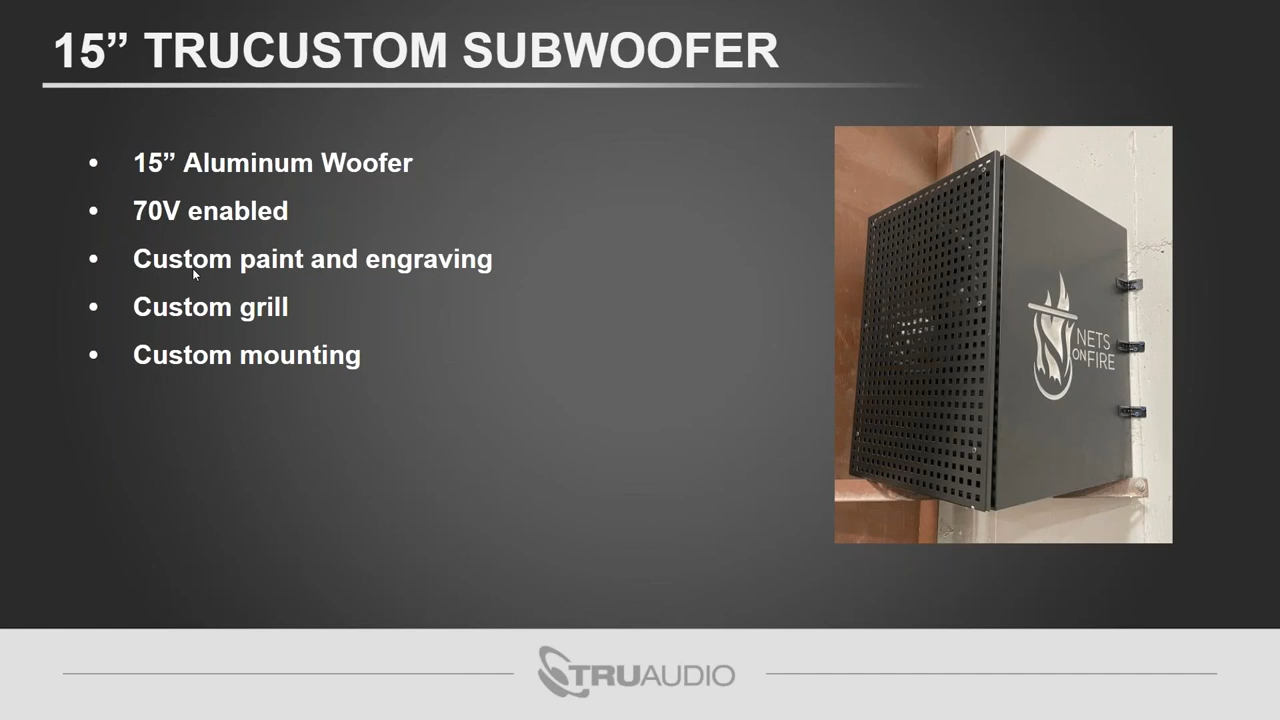 15” TRUCUSTOM SUBWOOFER
• 15” Aluminum Woofer
• 70V enabled
• Custom paint and engraving
• Custom grill
• Custom mounting
NETS
ON FIRE
TRUAUDIO